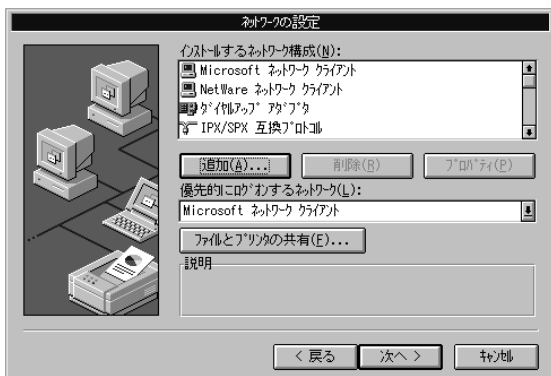 ﾈｯﾄﾜｰｸの設定
ｲﾝｽﾄｰﾙするﾈｯﾄﾜｰｸ構成(N):
Microsoft ﾈｯﾄﾜｰｸ ｸﾗｲｱﾝﾄ
NetWare ﾈｯﾄﾜｰｸ ｸﾗｲｱﾝﾄ
ﾀﾞｲﾔﾙｱｯﾌﾟ ｱﾀﾞﾌﾟﾀ
IPX/SPX 互換ﾌﾟﾛﾄｺﾙ
追加(A)... 削除(R) ﾌﾟﾛﾊﾟﾃｨ(P)
優先的にﾛｸﾞｵﾝするﾈｯﾄﾜｰｸ(L):
Microsoft ﾈｯﾄﾜｰｸ ｸﾗｲｱﾝﾄ
ﾌｧｲﾙとﾌﾟﾘﾝﾀの共有(F)...
説明
< 戻る 次へ > ｷｬﾝｾﾙ